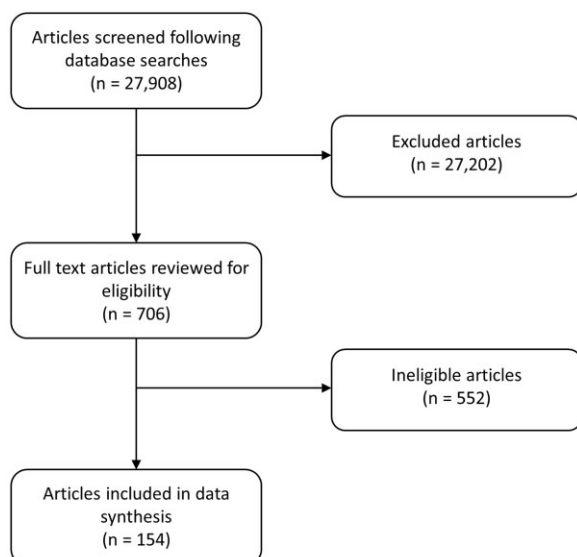 Articles screened following
database searches
(n = 27,908)
Excluded articles
(n = 27,202)
Full text articles reviewed for
eligibility
(n = 706)
Ineligible articles
(n = 552)
Articles included in data
synthesis
(n = 154)